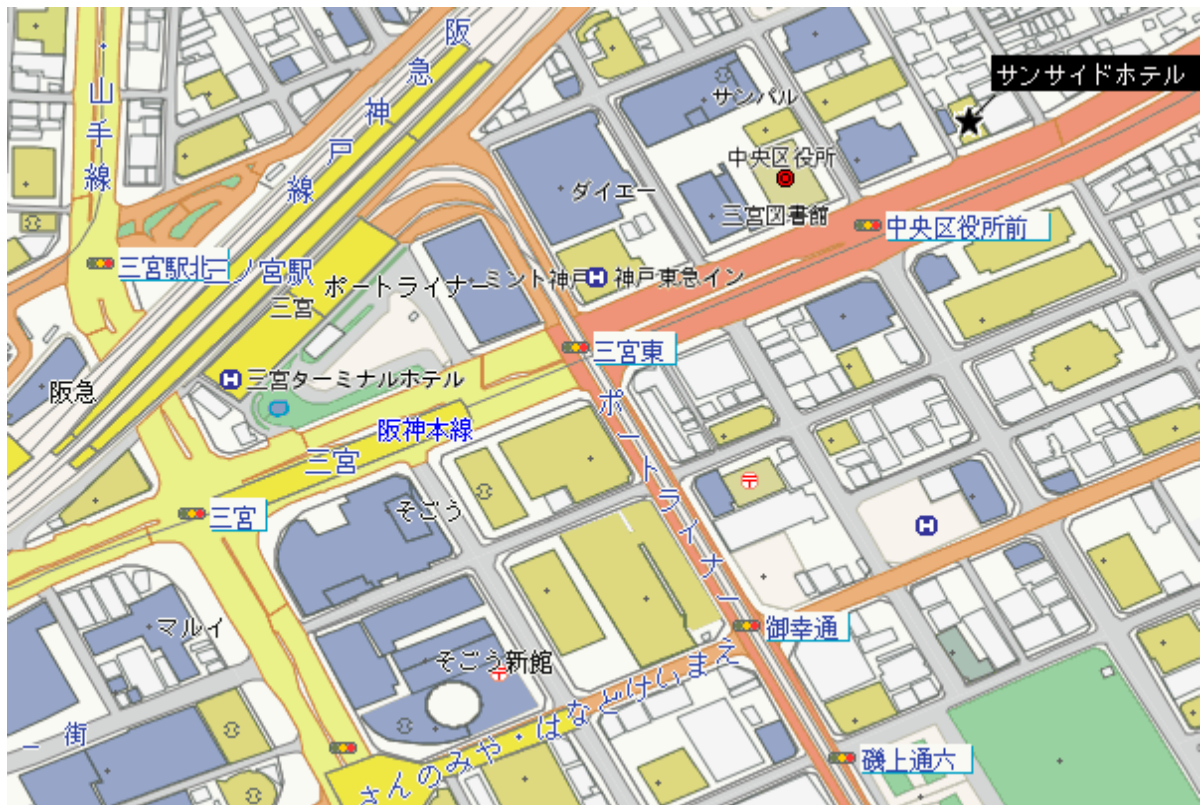 阪急神戸線
山手線
サンサイドホテル
サンパル
中央区役所
ダイエー
三宮図書館
中央区役所前
三宮駅北
三ノ宮駅
三宮
ポートライナー
ミント神戸
神戸東急イン
三宮東
三宮ターミナルホテル
阪急
阪神本線
三宮
ポートライナー
そごう
三宮
マルイ
御幸通
そごう新館
一街
さんのみや・はなどけいまえ
磯上通六